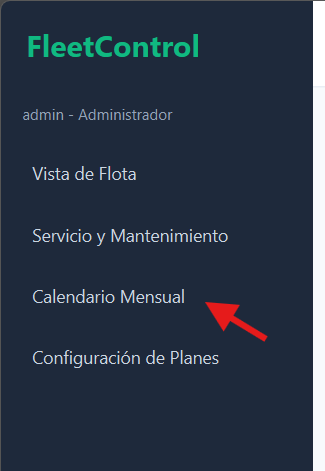 FleetControl
admin - Administrador
Vista de Flota
Servicio y Mantenimiento
Calendario Mensual
Configuración de Planes